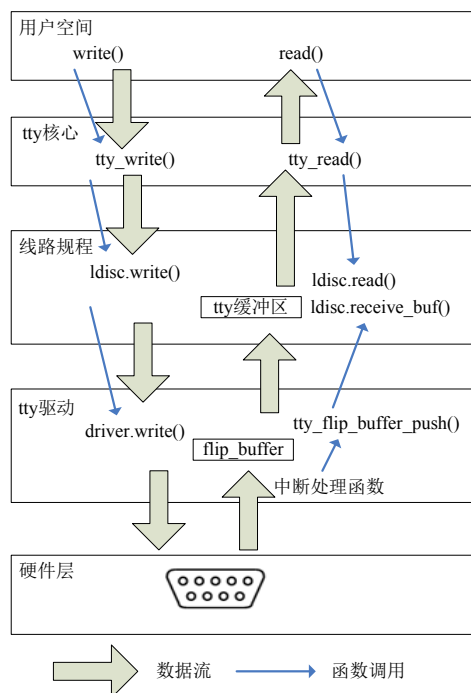 用户空间
write() read()
tty核心
tty_write() tty_read()
线路规程
ldisc.write() ldisc.read()
tty缓冲区 ldisc.receive_buf()
tty驱动
driver.write() tty_flip_buffer_push()
flip_buffer
中断处理函数
硬件层
数据流 函数调用